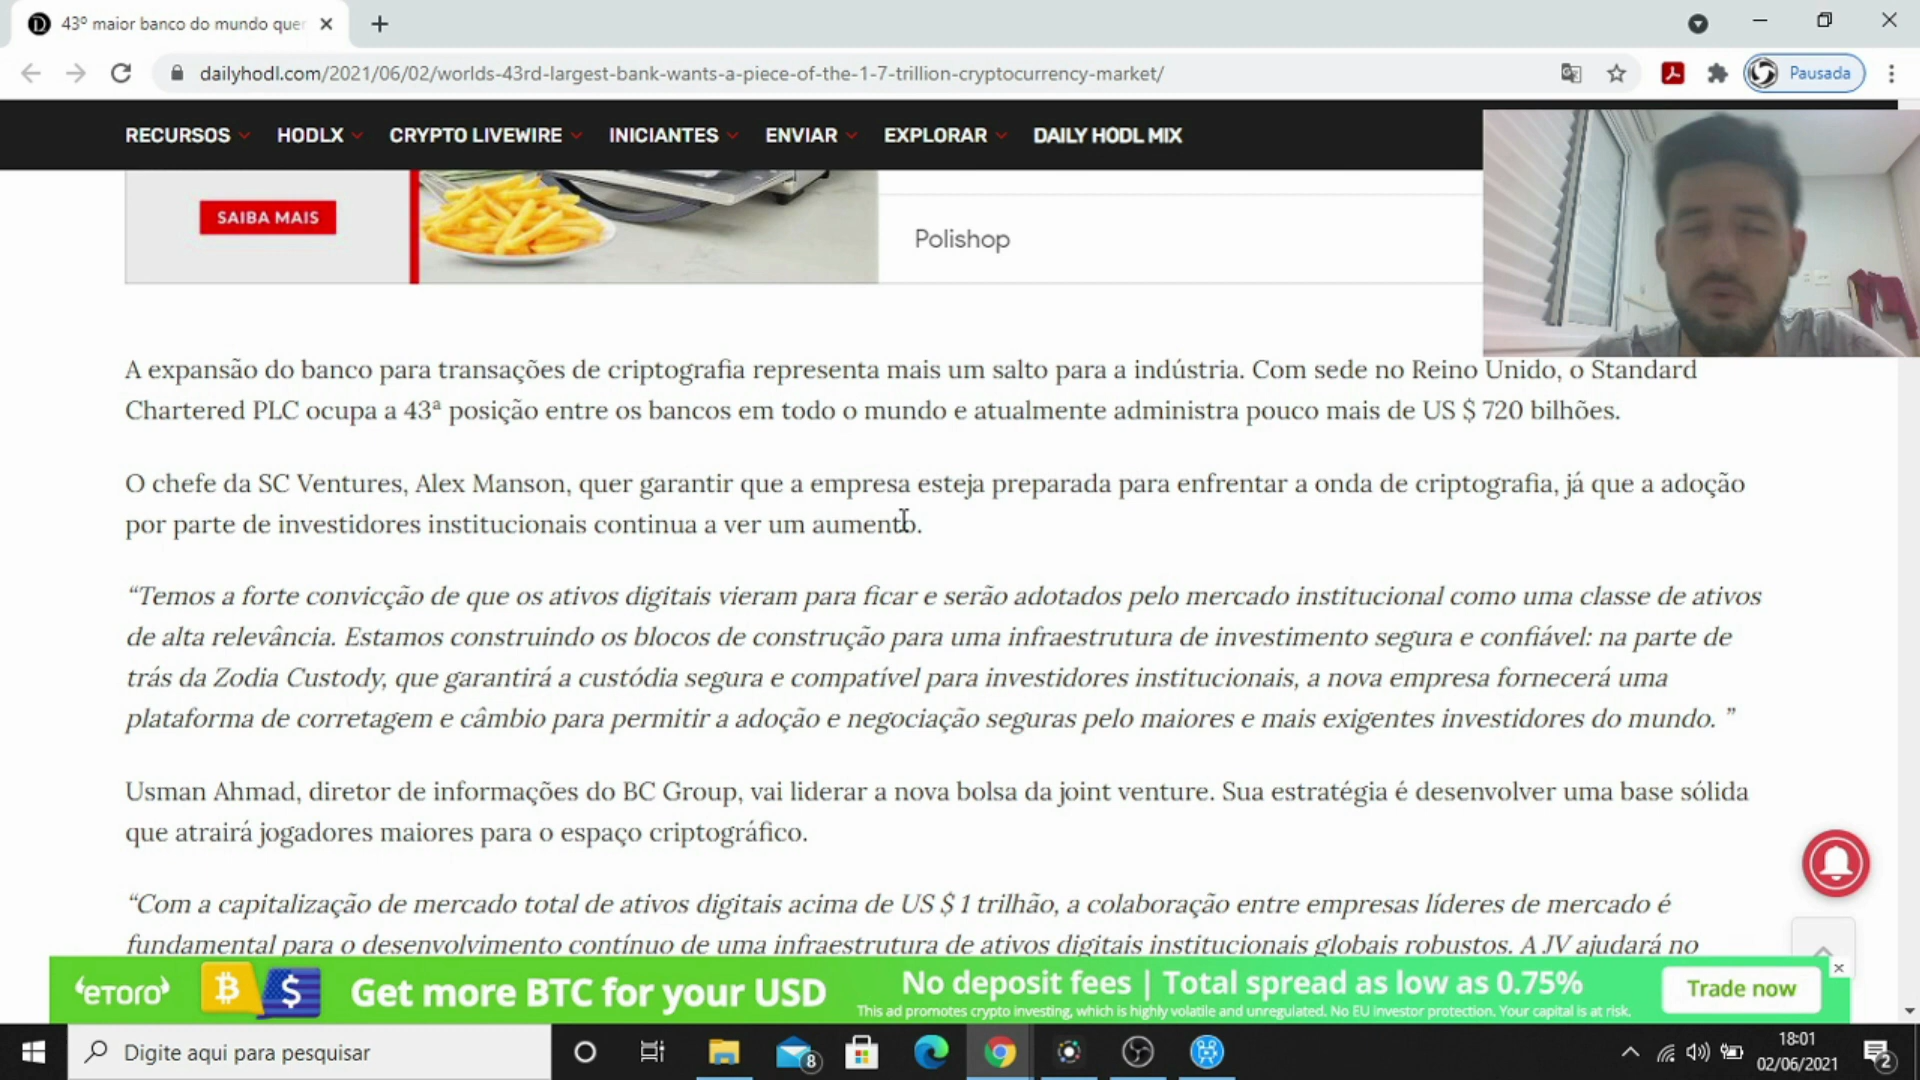 43º maior banco do mundo quer
dailyhodl.com/2021/06/02/worlds-43rd-largest-bank-wants-a-piece-of-the-1-7-trillion-cryptocurrency-market/
Pausada
RECURSOS HODLX CRYPTO LIVEWIRE INICIANTES ENVIAR EXPLORAR DAILY HODL MIX
SAIBA MAIS
Polishop
A expansão do banco para transações de criptografia representa mais um salto para a indústria. Com sede no Reino Unido, o Standard
Chartered PLC ocupa a 43ª posição entre os bancos em todo o mundo e atualmente administra pouco mais de US $ 720 bilhões.
O chefe da SC Ventures, Alex Manson, quer garantir que a empresa esteja preparada para enfrentar a onda de criptografia, já que a adoção
por parte de investidores institucionais continua a ver um aumento.
“Temos a forte convicção de que os ativos digitais vieram para ficar e serão adotados pelo mercado institucional como uma classe de ativos
de alta relevância. Estamos construindo os blocos de construção para uma infraestrutura de investimento segura e confiável: na parte de
trás da Zodia Custody, que garantirá a custódia segura e compatível para investidores institucionais, a nova empresa fornecerá uma
plataforma de corretagem e câmbio para permitir a adoção e negociação seguras pelo maiores e mais exigentes investidores do mundo. ”
Usman Ahmad, diretor de informações do BC Group, vai liderar a nova bolsa da joint venture. Sua estratégia é desenvolver uma base sólida
que atrairá jogadores maiores para o espaço criptográfico.
“Com a capitalização de mercado total de ativos digitais acima de US $ 1 trilhão, a colaboração entre empresas líderes de mercado é
fundamental para o desenvolvimento contínuo de uma infraestrutura de ativos digitais institucionais globais robustos. A JV ajudará no
eTORO
Get more BTC for your USD
No deposit fees | Total spread as low as 0.75%
This ad promotes crypto investing, which is highly volatile and unregulated. No EU investor protection. Your capital is at risk.
Trade now
Digite aqui para pesquisar
8
18:01
02/06/2021
2